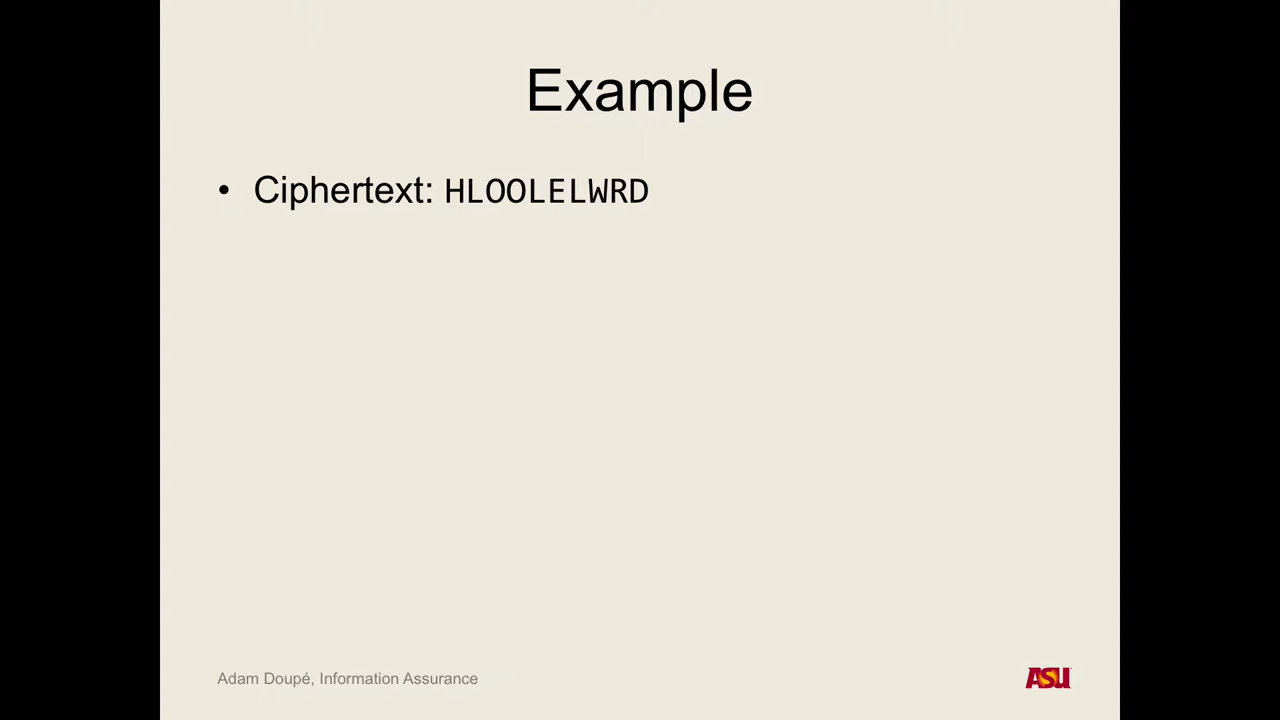 Example
• Ciphertext: HLOOLELWRD
Adam Doupé, Information Assurance
ASU